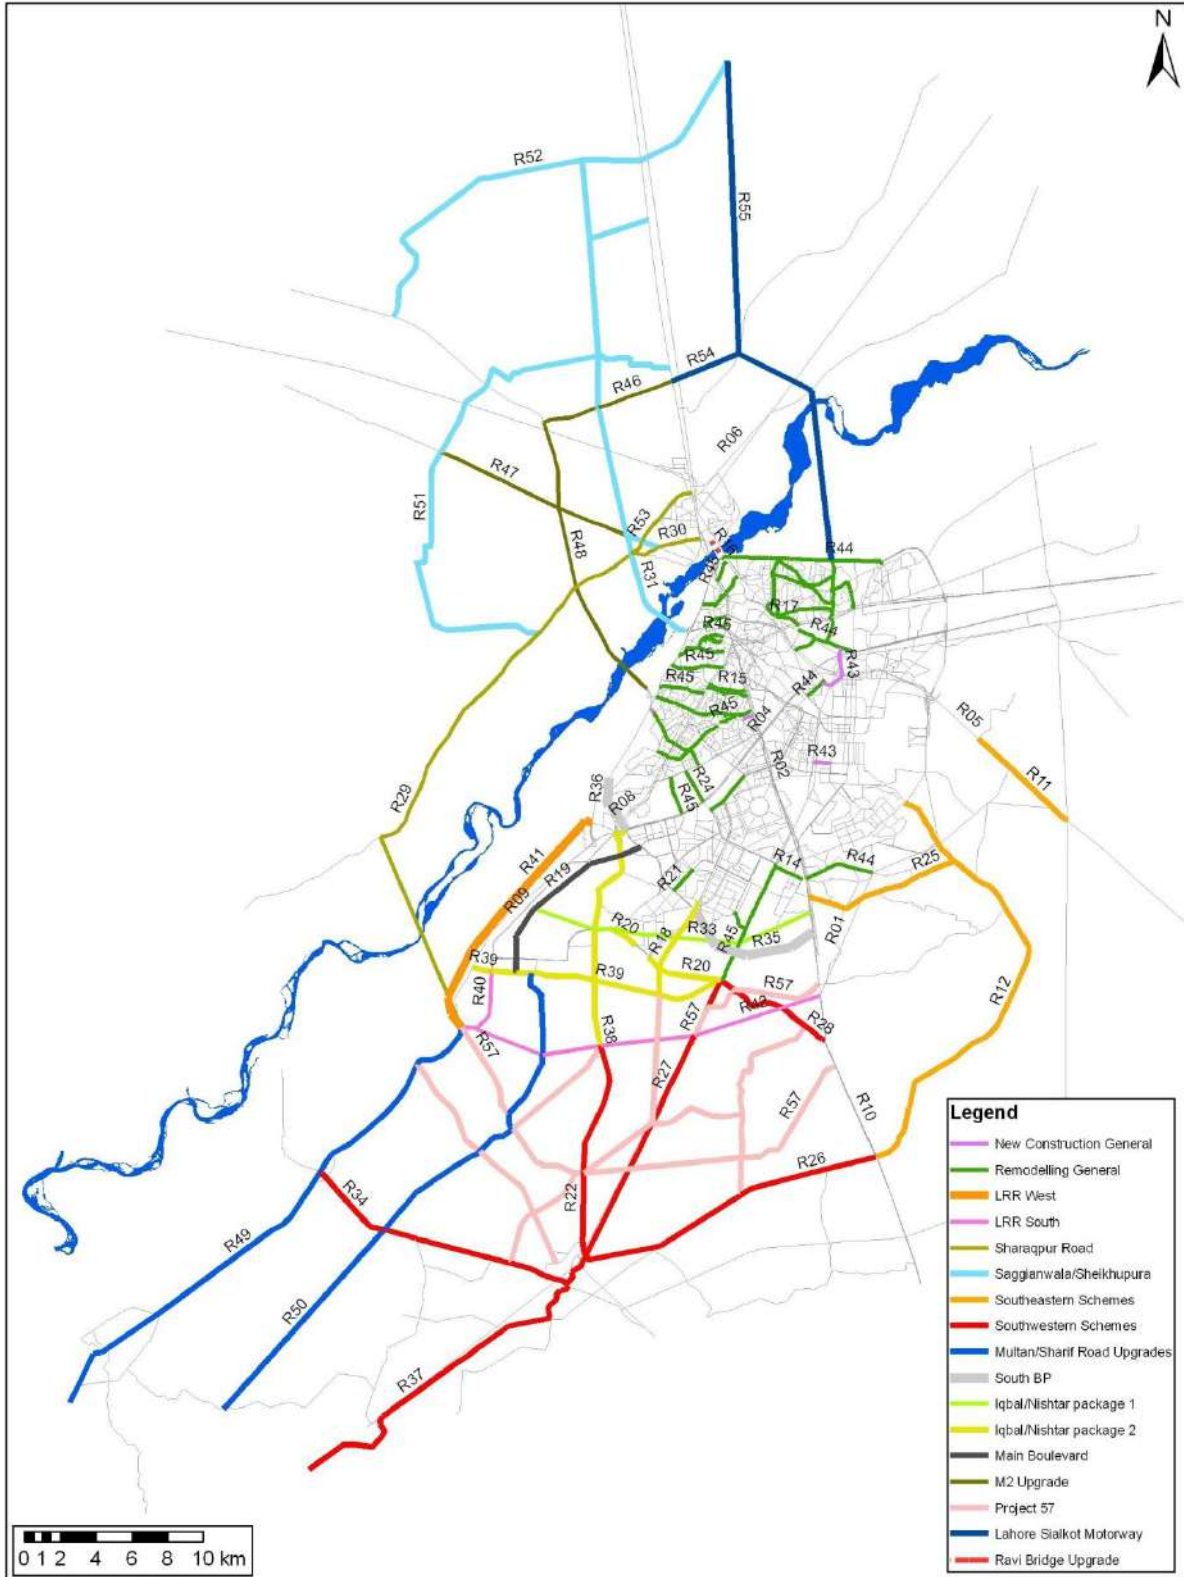 N
R52
R55
R54
R46
R06
R47
R51
R53
R30
R48
R31
R44
R45
R17
R45
R44
R45
R43
R45
R15
R44
R45
R04
R05
R02
R43
R11
R24
R36
R45
R29
R08
R41
R19
R14
R44
R25
R21
R09
R20
R33
R35
R01
R18
R45
R39
R39
R20
R12
R40
R57
R28
R38
R57
R57
R27
R57
R10
R26
R34
R22
R49
R50
R37
Legend
New Construction General
Remodelling General
LRR West
LRR South
Sharaqpur Road
Saggianwala/Sheikhupura
Southeastern Schemes
Southwestern Schemes
Multan/Sharif Road Upgrades
South BP
Iqbal/Nishtar package 1
Iqbal/Nishtar package 2
Main Boulevard
M2 Upgrade
Project 57
Lahore Sialkot Motorway
Ravi Bridge Upgrade
0 1 2 4 6 8 10 km